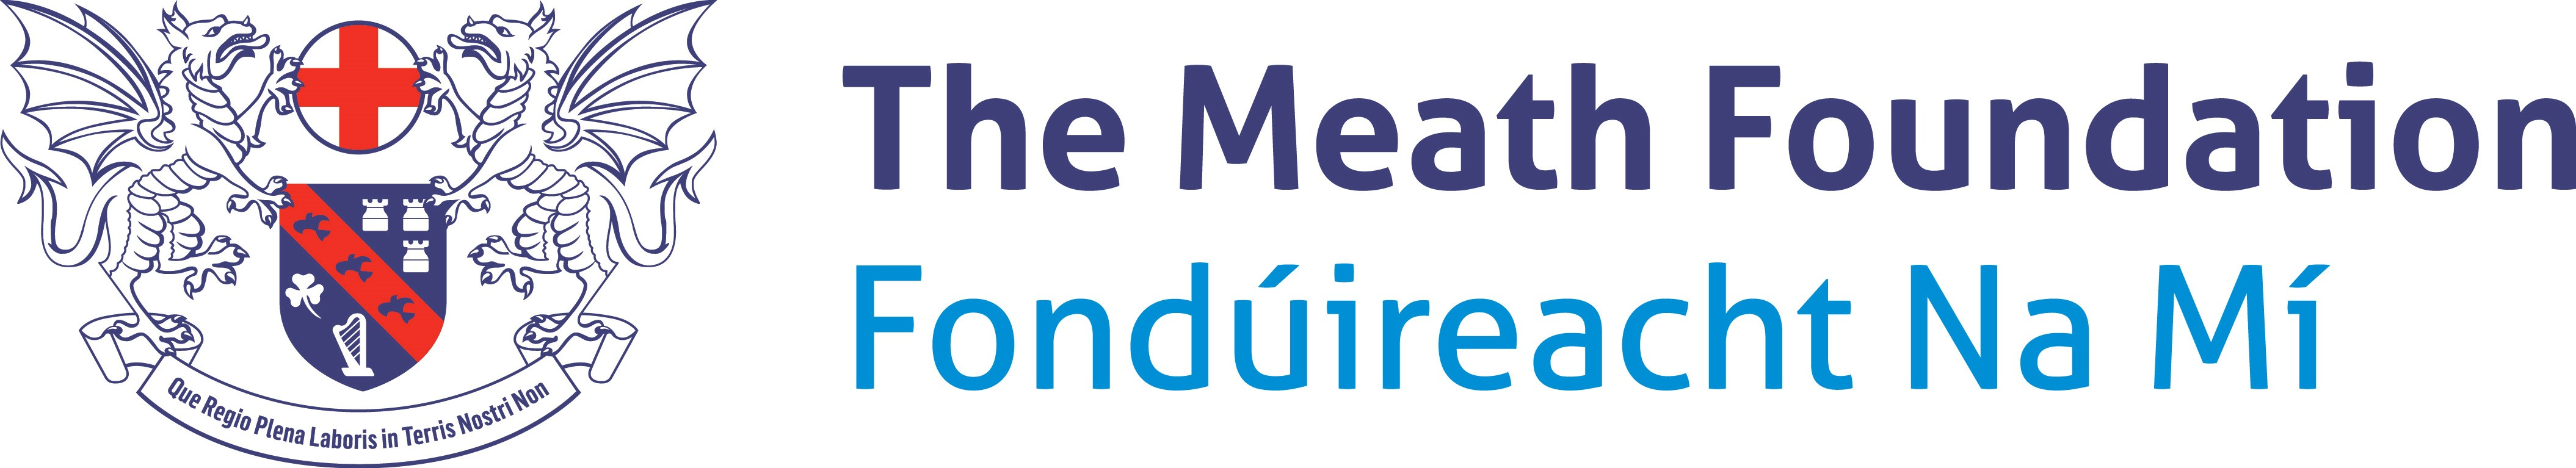 The Meath Foundation
Fondúireacht Na Mí
Que Regio Plena Laboris in Terris Nostri Non